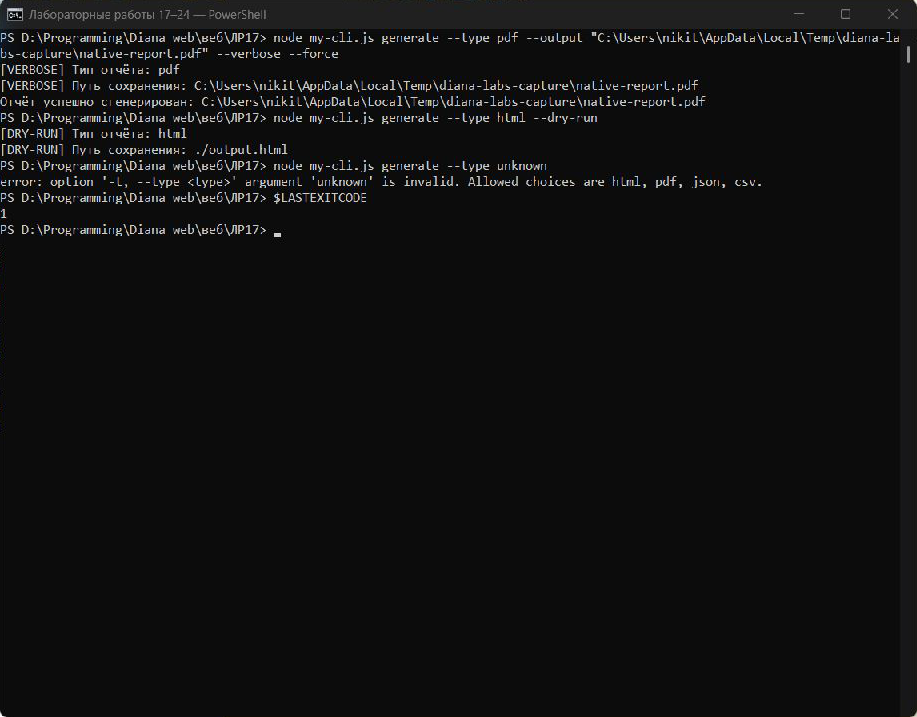 Лабораторные работы 17–24 — PowerShell
PS D:\Programming\Diana web\веб\ЛР17> node my-cli.js generate --type pdf --output "C:\Users\nikit\AppData\Local\Temp\diana-la
bs-capture\native-report.pdf" --verbose --force
[VERBOSE] Тип отчёта: pdf
[VERBOSE] Путь сохранения: C:\Users\nikit\AppData\Local\Temp\diana-labs-capture\native-report.pdf
Отчёт успешно сгенерирован: C:\Users\nikit\AppData\Local\Temp\diana-labs-capture\native-report.pdf
PS D:\Programming\Diana web\веб\ЛР17> node my-cli.js generate --type html --dry-run
[DRY-RUN] Тип отчёта: html
[DRY-RUN] Путь сохранения: ./output.html
PS D:\Programming\Diana web\веб\ЛР17> node my-cli.js generate --type unknown
error: option '-t, --type <type>' argument 'unknown' is invalid. Allowed choices are html, pdf, json, csv.
PS D:\Programming\Diana web\веб\ЛР17> $LASTEXITCODE
1
PS D:\Programming\Diana web\веб\ЛР17>